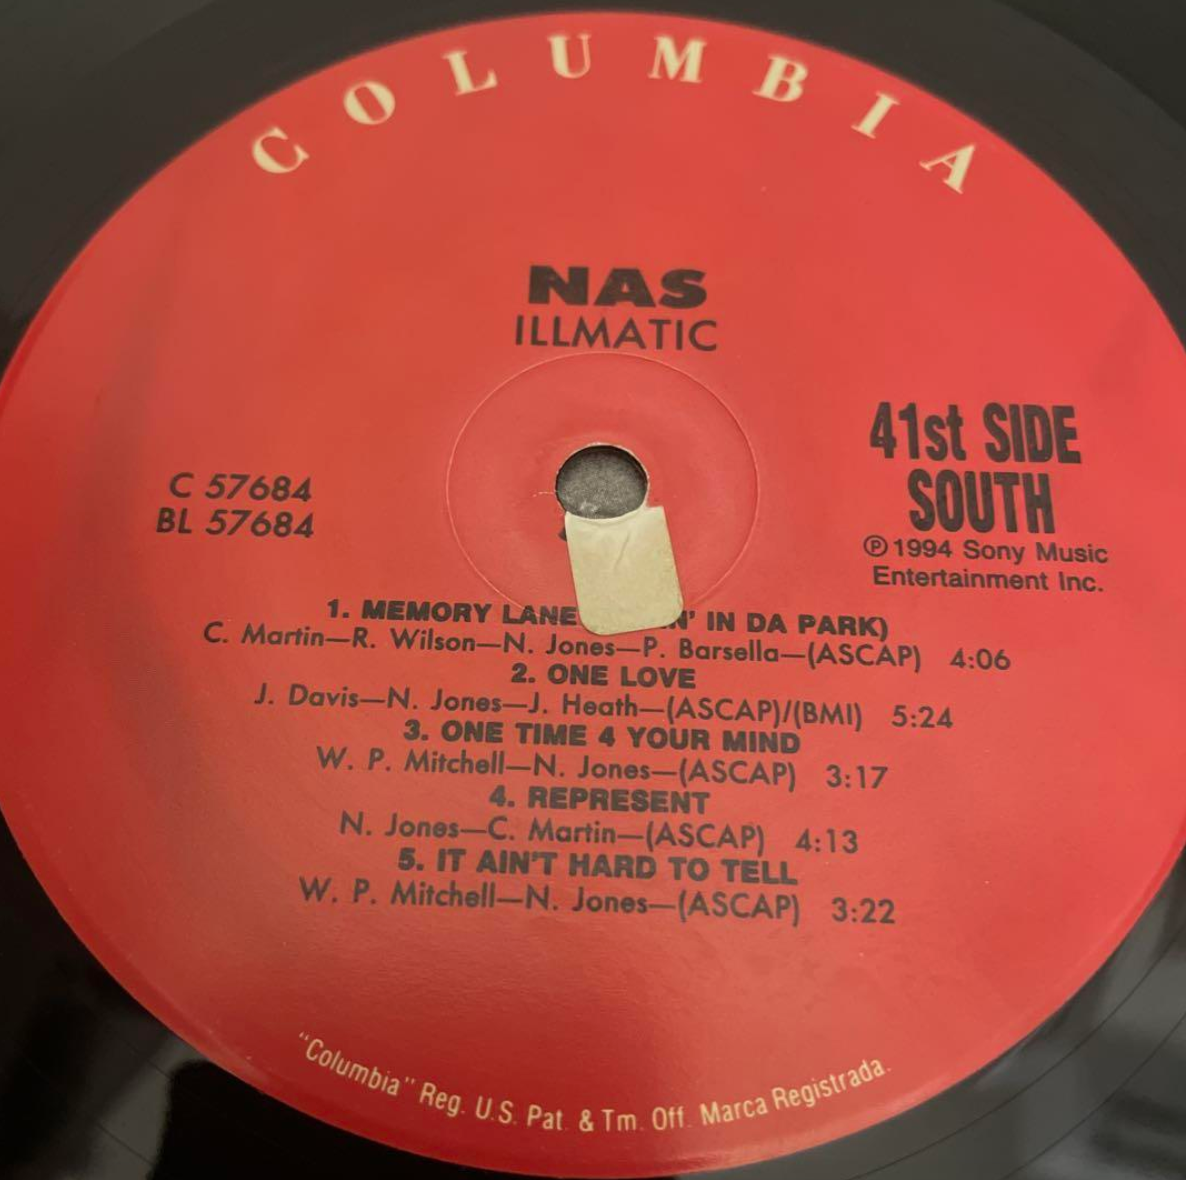 COLUMBIA
NAS
ILLMATIC
41st SIDE
SOUTH
C 57684
BL 57684
℗ 1994 Sony Music
Entertainment Inc.
1. MEMORY LANE N' IN DA PARK)
C. Martin—R. Wilson—N. Jones—P. Barsella—(ASCAP) 4:06
2. ONE LOVE
J. Davis—N. Jones—J. Heath—(ASCAP)/(BMI) 5:24
3. ONE TIME 4 YOUR MIND
W. P. Mitchell—N. Jones—(ASCAP) 3:17
4. REPRESENT
N. Jones—C. Martin—(ASCAP) 4:13
5. IT AIN'T HARD TO TELL
W. P. Mitchell—N. Jones—(ASCAP) 3:22
"Columbia" Reg. U.S. Pat. & Tm. Off. Marca Registrada.